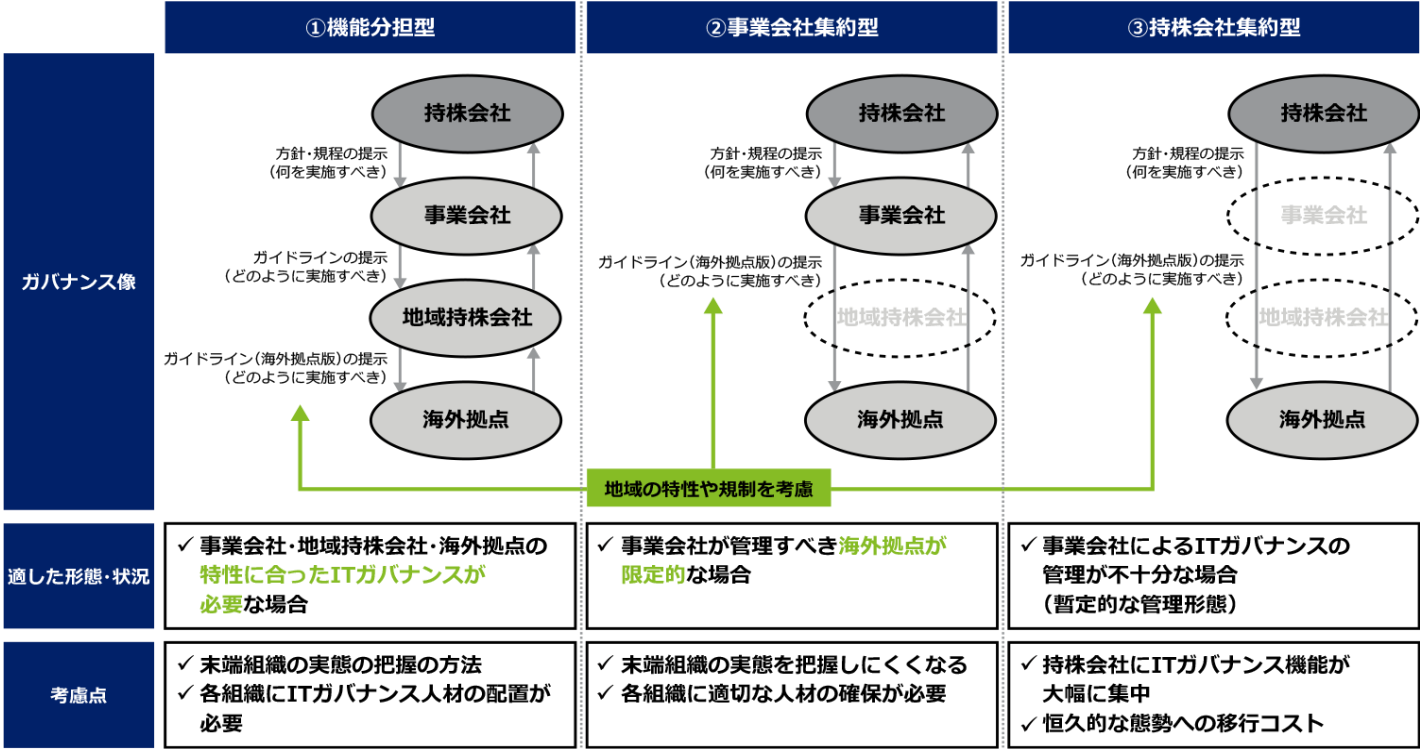 ①機能分担型
②事業会社集約型
③持株会社集約型
ガバナンス像
持株会社
方針・規程の提示
(何を実施すべき)
事業会社
ガイドラインの提示
(どのように実施すべき)
地域持株会社
ガイドライン(海外拠点版)の提示
(どのように実施すべき)
海外拠点
持株会社
方針・規程の提示
(何を実施すべき)
事業会社
ガイドライン(海外拠点版)の提示
(どのように実施すべき)
地域持株会社
海外拠点
持株会社
方針・規程の提示
(何を実施すべき)
事業会社
ガイドライン(海外拠点版)の提示
(どのように実施すべき)
地域持株会社
海外拠点
地域の特性や規制を考慮
適した形態・状況
✓ 事業会社・地域持株会社・海外拠点の
特性に合ったITガバナンスが
必要な場合
✓ 事業会社が管理すべき海外拠点が
限定的な場合
✓ 事業会社によるITガバナンスの
管理が不十分な場合
(暫定的な管理形態)
考慮点
✓ 末端組織の実態の把握の方法
✓ 各組織にITガバナンス人材の配置が
必要
✓ 末端組織の実態を把握しにくくなる
✓ 各組織に適切な人材の確保が必要
✓ 持株会社にITガバナンス機能が
大幅に集中
✓ 恒久的な態勢への移行コスト